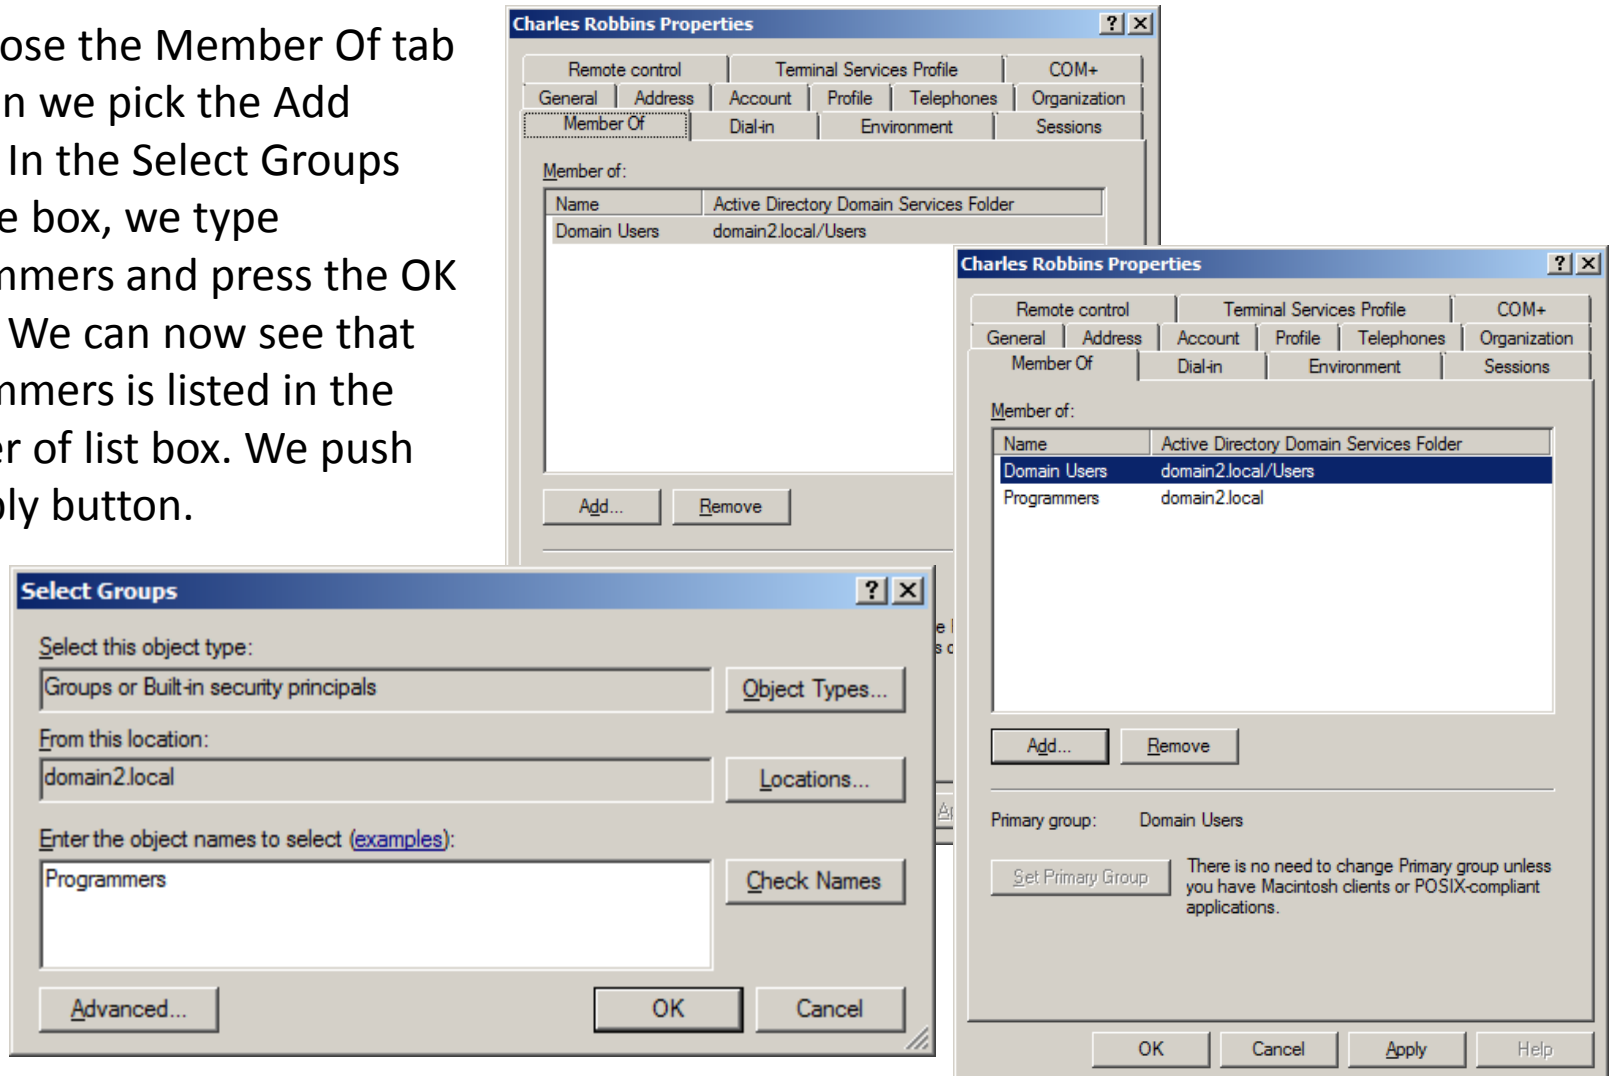 ose the Member Of tab
n we pick the Add
In the Select Groups
e box, we type
mmers and press the OK
We can now see that
mmers is listed in the
er of list box. We push
ly button.
Charles Robbins Properties
Remote control Terminal Services Profile COM+
General Address Account Profile Telephones Organization
Member Of Dial-in Environment Sessions
Member of:
Name Active Directory Domain Services Folder
Domain Users domain2.local/Users
Add... Remove
Select Groups
Select this object type:
Groups or Built-in security principals Object Types...
From this location:
domain2.local Locations...
Enter the object names to select (examples):
Programmers Check Names
Advanced... OK Cancel
Charles Robbins Properties
Remote control Terminal Services Profile COM+
General Address Account Profile Telephones Organization
Member Of Dial-in Environment Sessions
Member of:
Name Active Directory Domain Services Folder
Domain Users domain2.local/Users
Programmers domain2.local
Add... Remove
Primary group: Domain Users
Set Primary Group There is no need to change Primary group unless
you have Macintosh clients or POSIX-compliant
applications.
OK Cancel Apply Help